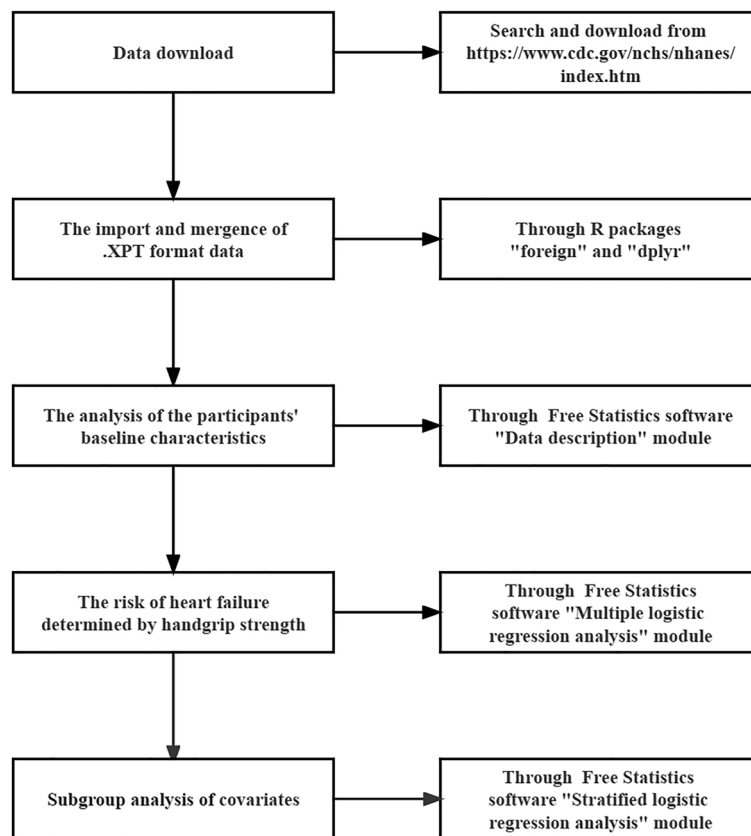 Data download
Search and download from
https://www.cdc.gov/nchs/nhanes/
index.htm
The import and mergence of
.XPT format data
Through R packages
"foreign" and "dplyr"
The analysis of the participants'
baseline characteristics
Through Free Statistics software
"Data description" module
The risk of heart failure
determined by handgrip strength
Through Free Statistics
software "Multiple logistic
regression analysis" module
Subgroup analysis of covariates
Through Free Statistics
software "Stratified logistic
regression analysis" module